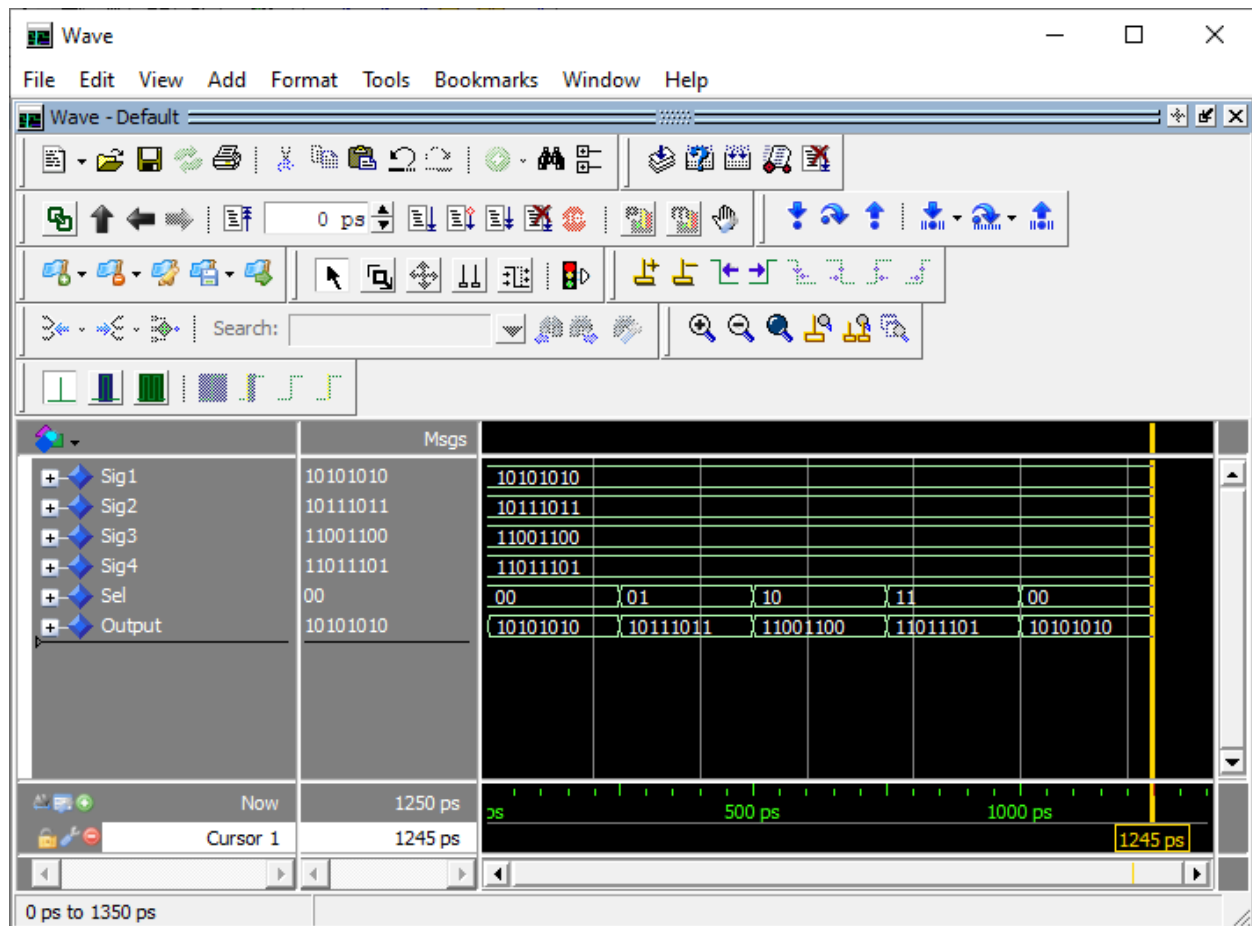 Wave
File Edit View Add Format Tools Bookmarks Window Help
Wave - Default
0 ps
Search:
Msgs
Sig1 10101010 10101010
Sig2 10111011 10111011
Sig3 11001100 11001100
Sig4 11011101 11011101
Sel 00 00 01 10 11 00
Output 10101010 10101010 10111011 11001100 11011101 10101010
Now 1250 ps ps 500 ps 1000 ps
Cursor 1 1245 ps 1245 ps
0 ps to 1350 ps